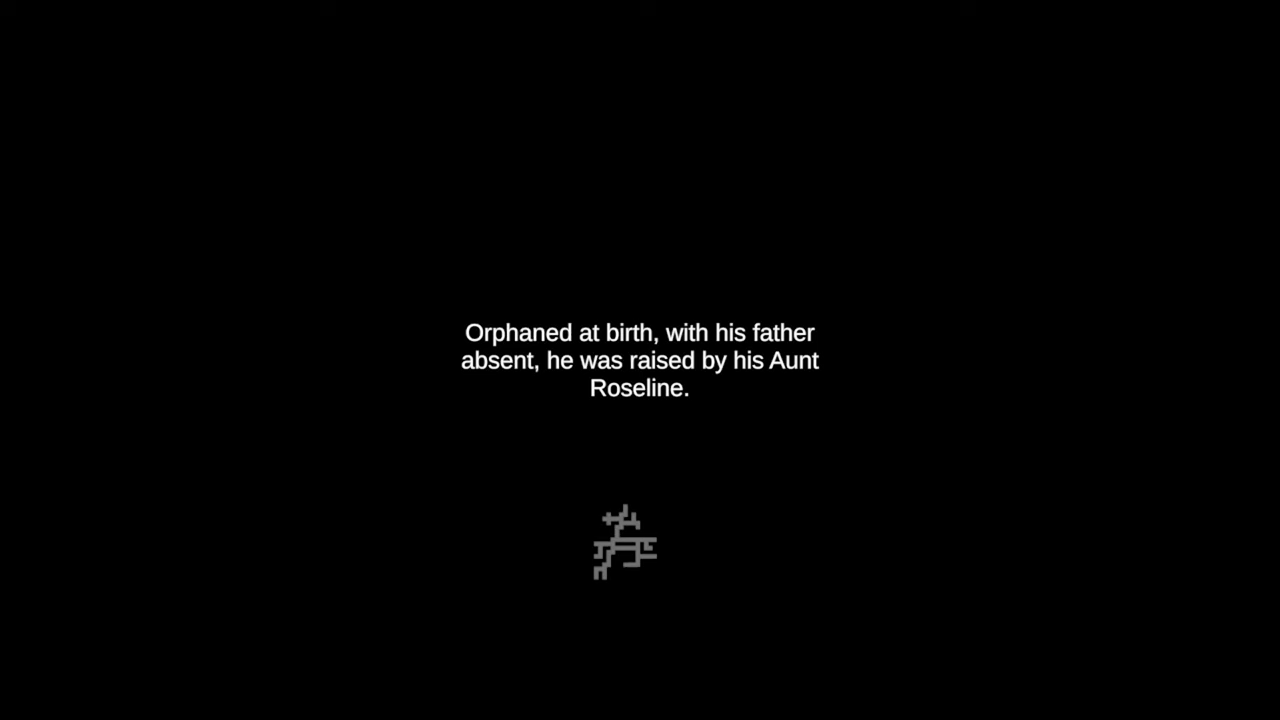 Orphaned at birth, with his father
absent, he was raised by his Aunt
Roseline.